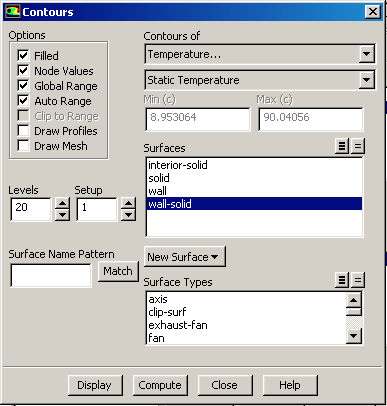 Contours
Options
Filled
Node Values
Global Range
Auto Range
Clip to Range
Draw Profiles
Draw Mesh
Contours of
Temperature...
Static Temperature
Min (c) Max (c)
8.953064 90.04056
Surfaces
interior-solid
solid
wall
wall-solid
Levels Setup
20 1
Surface Name Pattern
Match
New Surface
Surface Types
axis
clip-surf
exhaust-fan
fan
Display Compute Close Help